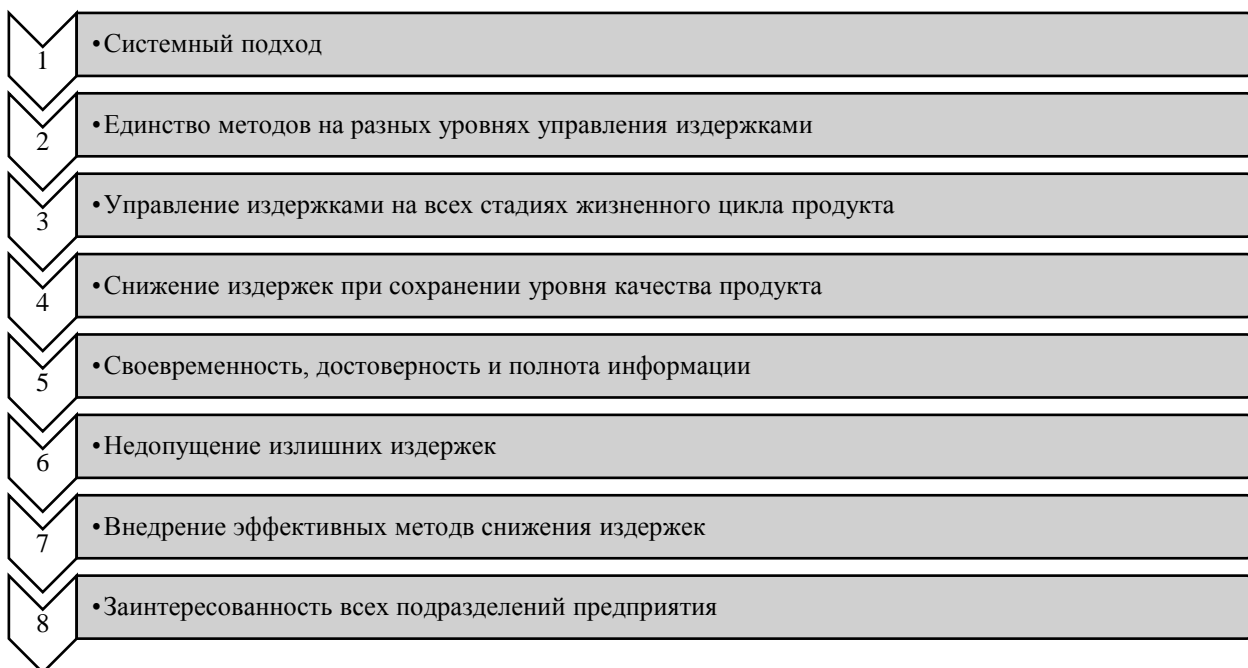 1
•Системный подход
2
•Единство методов на разных уровнях управления издержками
3
•Управление издержками на всех стадиях жизненного цикла продукта
4
•Снижение издержек при сохранении уровня качества продукта
5
•Своевременность, достоверность и полнота информации
6
•Недопущение излишних издержек
7
•Внедрение эффективных методв снижения издержек
8
•Заинтересованность всех подразделений предприятия